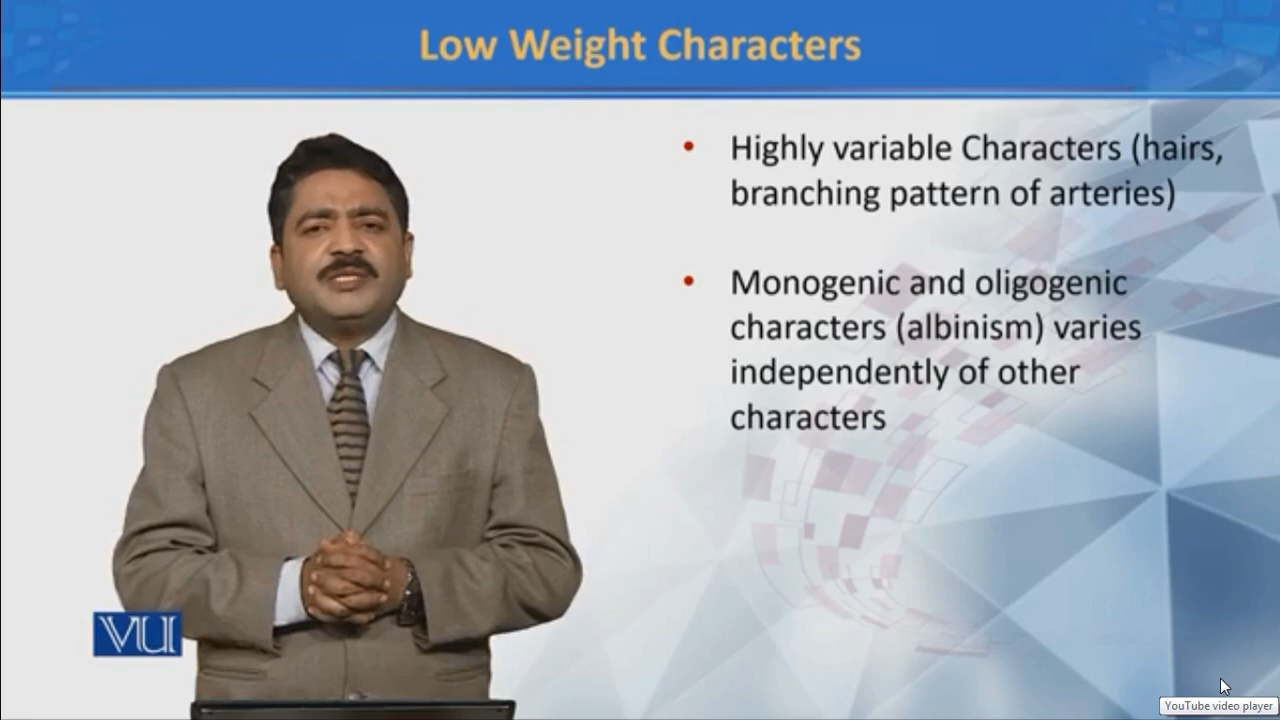 Low Weight Characters
• Highly variable Characters (hairs,
branching pattern of arteries)
• Monogenic and oligogenic
characters (albinism) varies
independently of other
characters
VU
YouTube video player